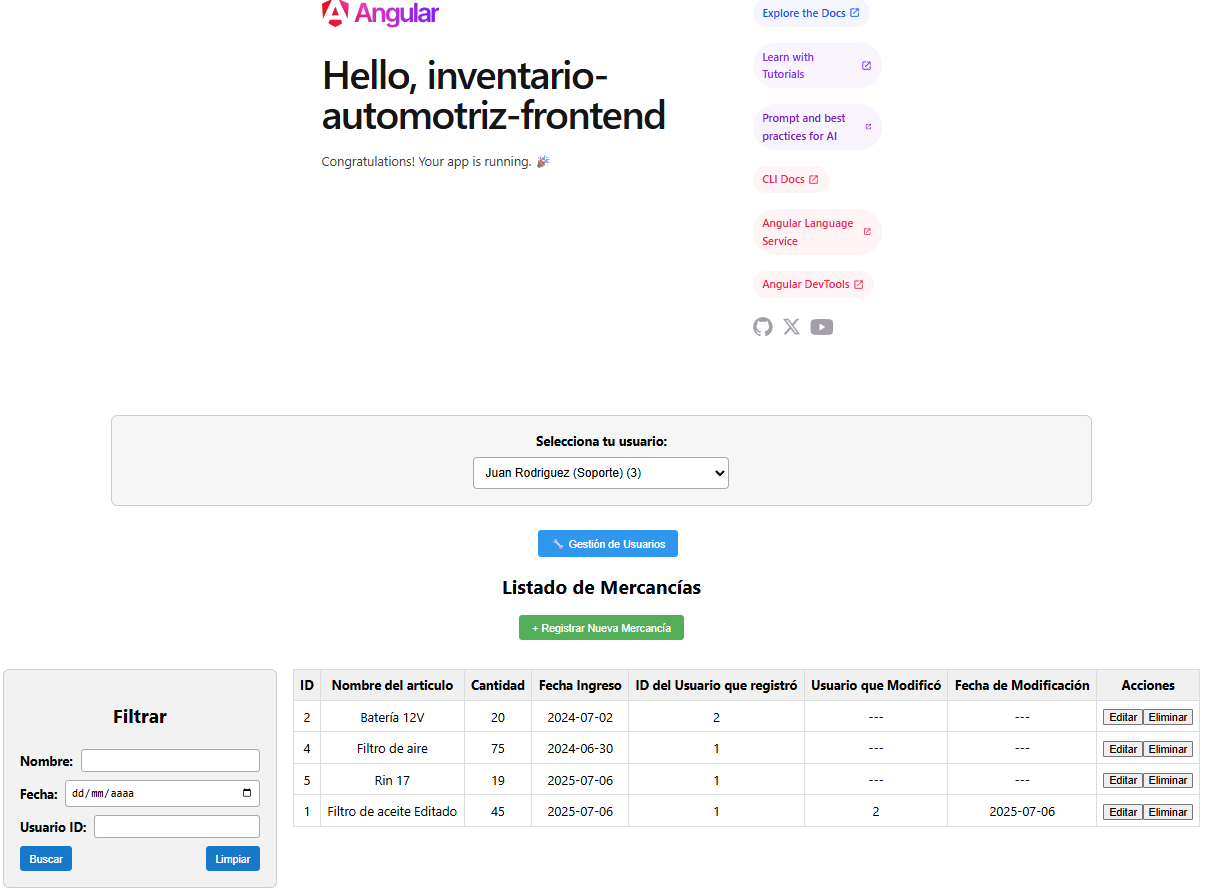 Angular
Hello, inventario-
automotriz-frontend
Congratulations! Your app is running. 🎉
Explore the Docs
Learn with
Tutorials
Prompt and best
practices for AI
CLI Docs
Angular Language
Service
Angular DevTools
Selecciona tu usuario:
Juan Rodriguez (Soporte) (3)
🔧 Gestión de Usuarios
Listado de Mercancías
+ Registrar Nueva Mercancía
Filtrar
Nombre:
Fecha: dd/mm/aaaa
Usuario ID:
Buscar Limpiar
ID Nombre del articulo Cantidad Fecha Ingreso ID del Usuario que registró Usuario que Modificó Fecha de Modificación Acciones
2 Batería 12V 20 2024-07-02 2 --- --- Editar Eliminar
4 Filtro de aire 75 2024-06-30 1 --- --- Editar Eliminar
5 Rin 17 19 2025-07-06 1 --- --- Editar Eliminar
1 Filtro de aceite Editado 45 2025-07-06 1 2 2025-07-06 Editar Eliminar